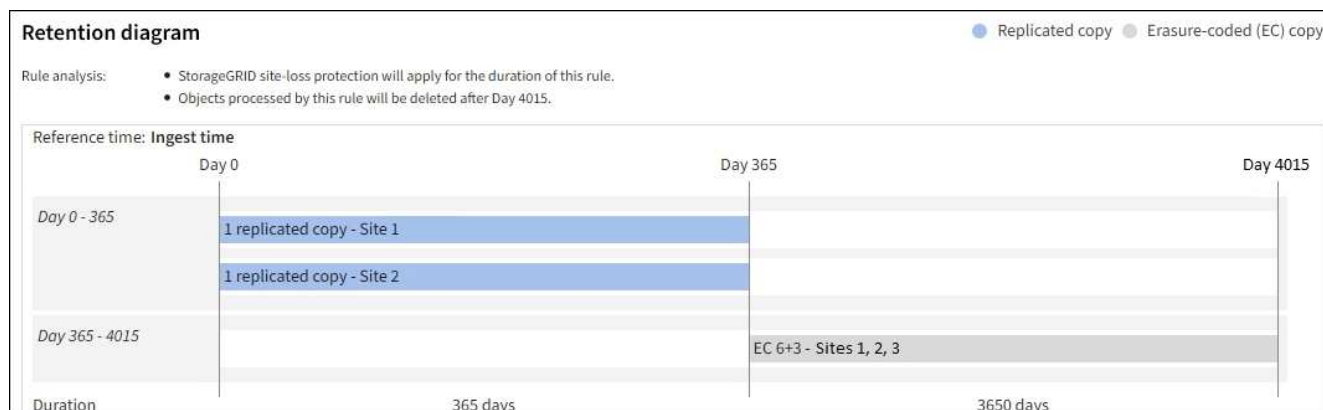 Retention diagram
Replicated copy Erasure-coded (EC) copy
Rule analysis:
• StorageGRID site-loss protection will apply for the duration of this rule.
• Objects processed by this rule will be deleted after Day 4015.
Reference time: Ingest time
Day 0 Day 365 Day 4015
Day 0 - 365
1 replicated copy - Site 1
1 replicated copy - Site 2
Day 365 - 4015
EC 6+3 - Sites 1, 2, 3
Duration 365 days 3650 days